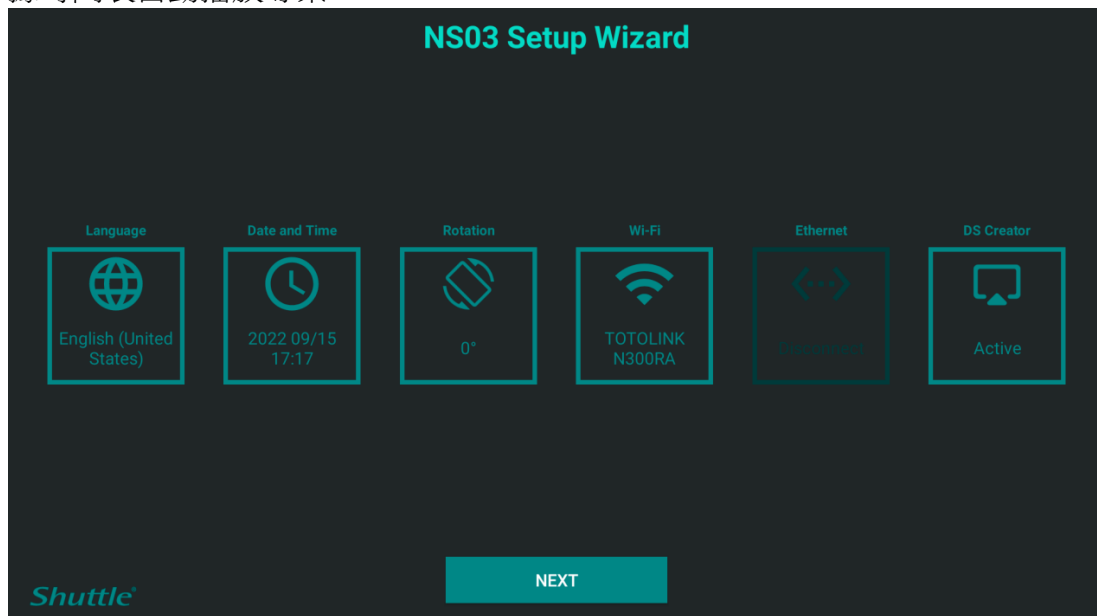 NS03 Setup Wizard
Language
Date and Time
Rotation
Wi-Fi
Ethernet
DS Creator
English (United
States)
2022 09/15
17:17
0°
TOTOLINK
N300RA
Active
NEXT
Shuttle